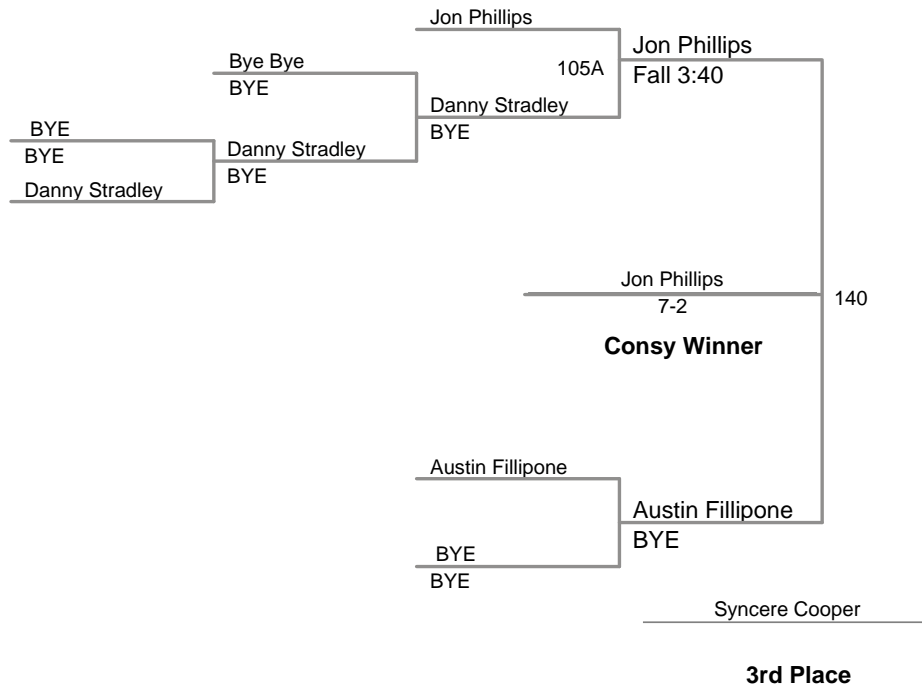 Jon Phillips
Jon Phillips
Bye Bye
105A
Fall 3:40
BYE
Danny Stradley
BYE
BYE
Danny Stradley
BYE
BYE
Danny Stradley
Jon Phillips
140
7-2
Consy Winner
Austin Fillipone
Austin Fillipone
BYE
BYE
BYE
Syncere Cooper
3rd Place